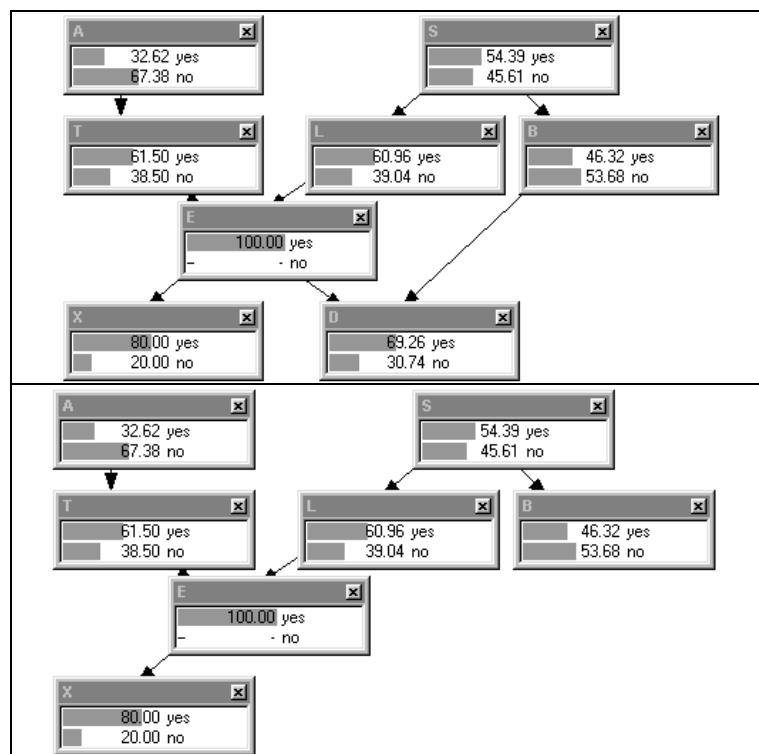 A
32.62 yes
67.38 no
S
54.39 yes
45.61 no
T
61.50 yes
38.50 no
L
60.96 yes
39.04 no
B
46.32 yes
53.68 no
E
100.00 yes
- - no
X
80.00 yes
20.00 no
D
69.26 yes
30.74 no
A
32.62 yes
67.38 no
S
54.39 yes
45.61 no
T
61.50 yes
38.50 no
L
60.96 yes
39.04 no
B
46.32 yes
53.68 no
E
100.00 yes
- - no
X
80.00 yes
20.00 no